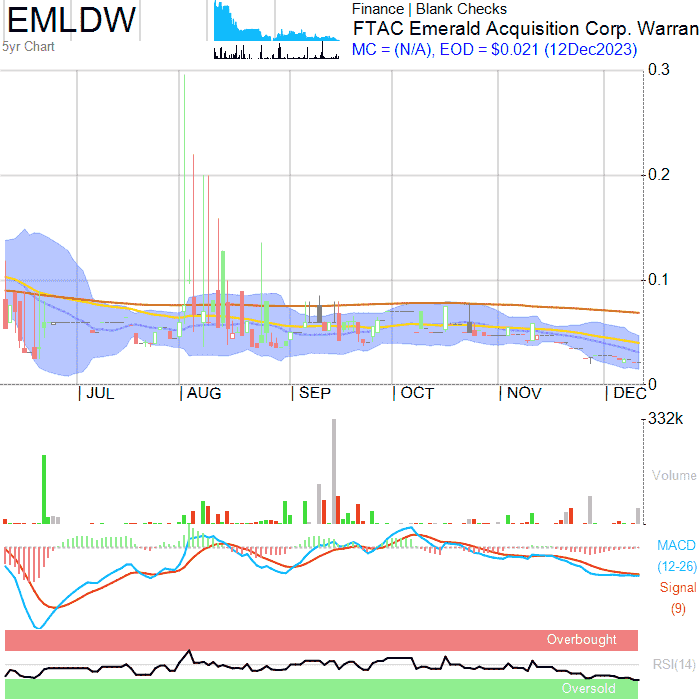 EMLDW
5yr Chart
Finance | Blank Checks
FTAC Emerald Acquisition Corp. Warran
MC = (N/A), EOD = $0.021 (12Dec2023)
0.3
0.2
0.1
0
JUL
AUG
SEP
OCT
NOV
DEC
332k
Volume
MACD
(12-26)
Signal
(9)
Overbought
RSI(14)
Oversold